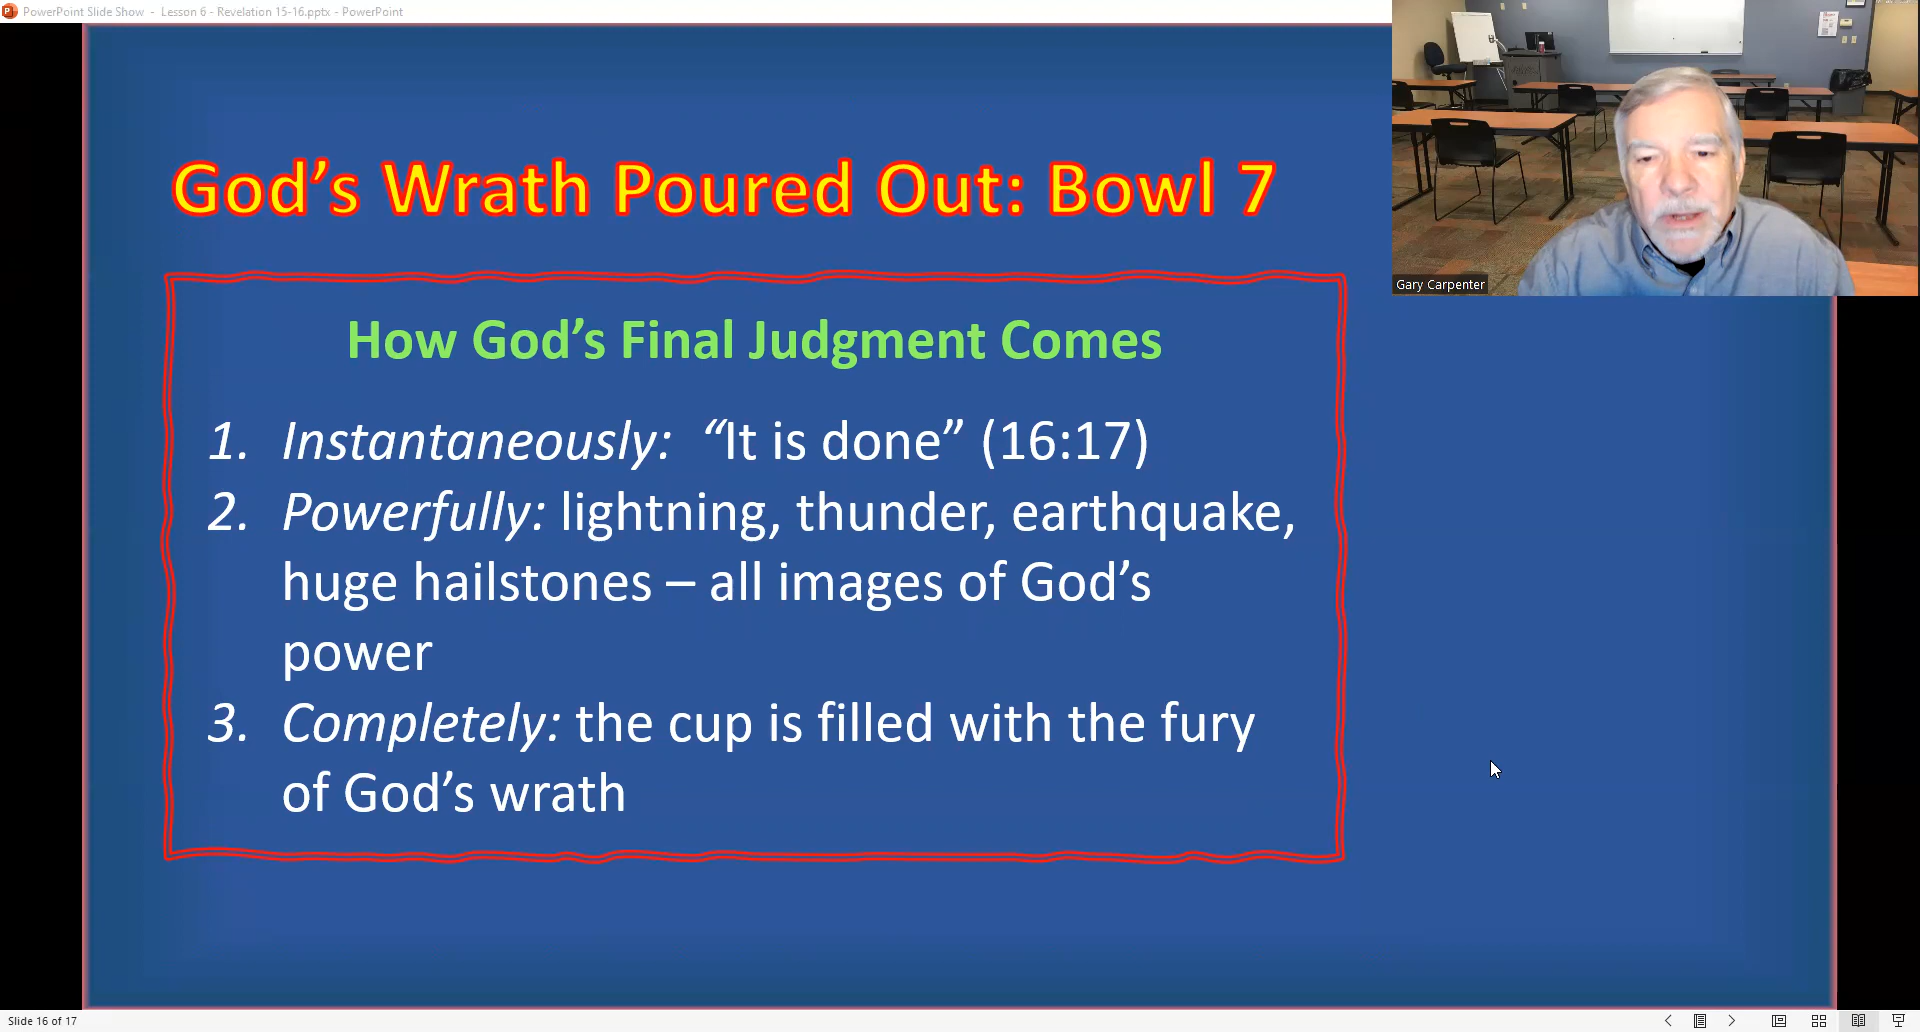 PowerPoint Slide Show - Lesson 6 - Revelation 15-16.pptx - PowerPoint
God’s Wrath Poured Out: Bowl 7
Gary Carpenter
How God’s Final Judgment Comes
1. Instantaneously: “It is done” (16:17)
2. Powerfully: lightning, thunder, earthquake,
huge hailstones – all images of God’s
power
3. Completely: the cup is filled with the fury
of God’s wrath
Slide 16 of 17